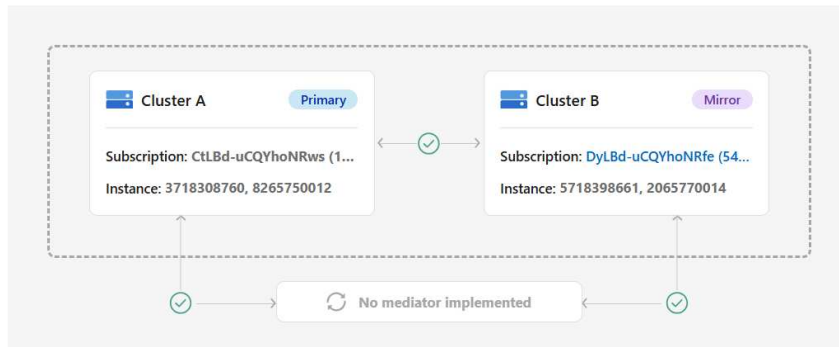 Cluster A
Primary
Subscription: CtLBd-uCQYhoNRws (1...
Instance: 3718308760, 8265750012
Cluster B
Mirror
Subscription: DyLBd-uCQYhoNRfe (54...
Instance: 5718398661, 2065770014
No mediator implemented